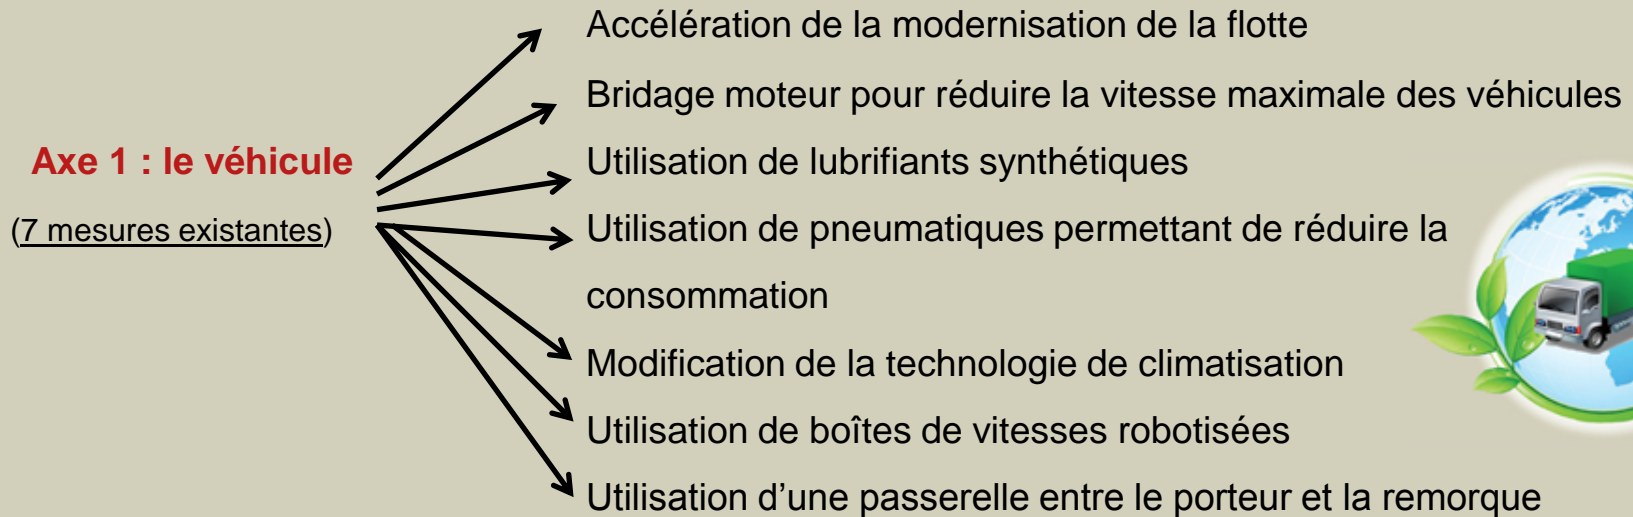 Accélération de la modernisation de la flotte
Bridage moteur pour réduire la vitesse maximale des véhicules
Axe 1 : le véhicule
Utilisation de lubrifiants synthétiques
(7 mesures existantes)
Utilisation de pneumatiques permettant de réduire la
consommation
Modification de la technologie de climatisation
Utilisation de boîtes de vitesses robotisées
Utilisation d’une passerelle entre le porteur et la remorque